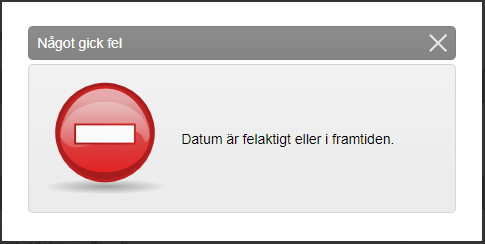 Något gick fel
Datum är felaktigt eller i framtiden.